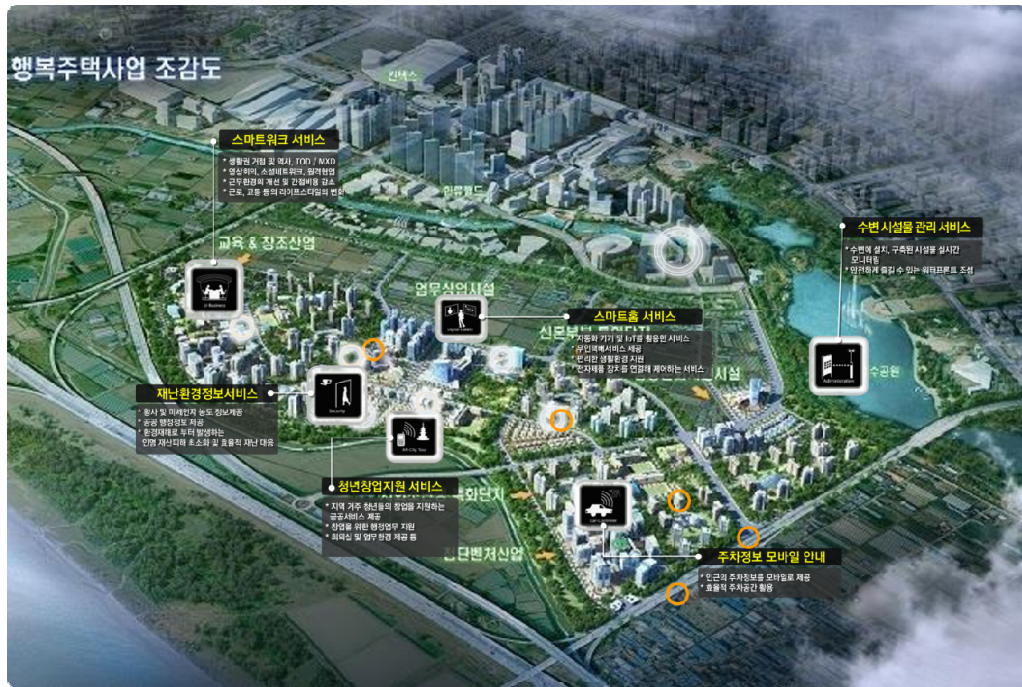 행복주택사업 조감도
킨텍스
스마트워크 서비스
* 생활권 거점 및 역사, TOD / MXD
* 영상회의, 소셜네트워크, 원격협업
* 근무환경의 개선 및 간접비용 감소
* 근로, 고용 등의 라이프스타일의 변화
한류월드
교육 & 창조산업
U-Business
수변 시설물 관리 서비스
* 수변에 설치, 구축된 시설물 실시간
모니터링
* 안전하게 즐길 수 있는 워터프론트 조성
업무상업시설
스마트홈 서비스
* 자동화 기기 및 IoT를 활용한 서비스
* 무인택배서비스 제공
* 편리한 생활환경 지원
* 전자제품 장치를 연결해 제어하는 서비스
시설
Administration
수공원
재난환경정보서비스
* 황사 및 미세먼지 농도 정보제공
* 공공 행정정보 제공
* 환경재해로 부터 발생하는
인명 재산피해 최소화 및 효율적 재난 대응
Security
청년창업지원 서비스
* 지역 거주 청년들의 창업을 지원하는
공공서비스 제공
* 창업을 위한 행정업무 지원
* 회의실 및 업무환경 제공 등
화단지
단벤처산업
주차정보 모바일 안내
* 인근의 주차정보를 모바일로 제공
* 효율적 주차공간 활용